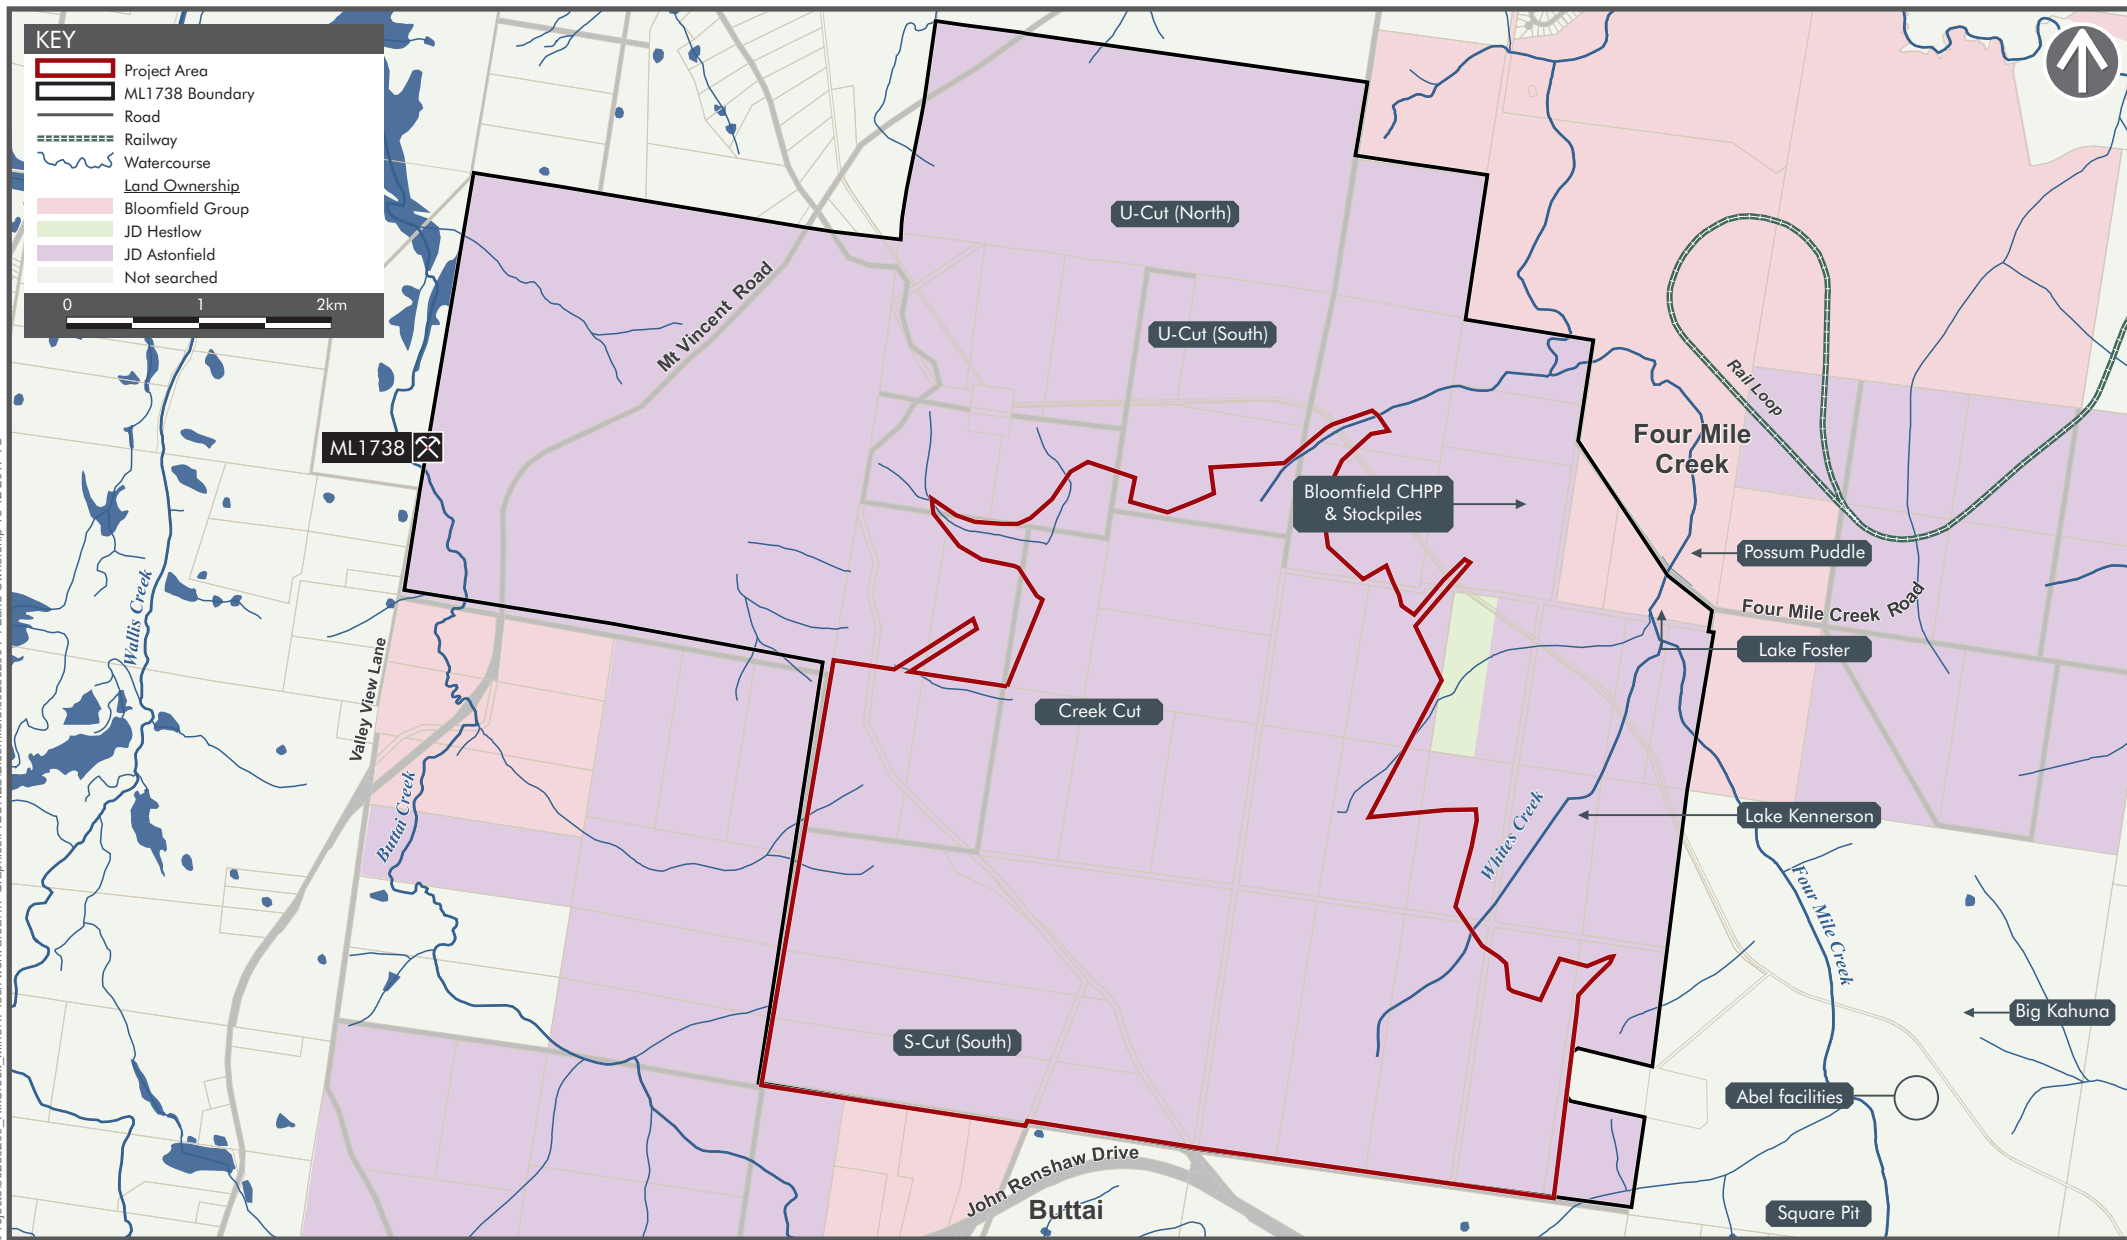 KEY
Project Area
ML1738 Boundary
Road
Railway
Watercourse
Land Ownership
Bloomfield Group
JD Hestlow
JD Astonfield
Not searched
0 1 2km
U-Cut (North)
U-Cut (South)
Mt Vincent Road
Rail Loop
ML1738
Four Mile
Creek
Bloomfield CHPP
& Stockpiles
Possum Puddle
Four Mile Creek Road
Lake Foster
Wallis Creek
Valley View Lane
Creek Cut
Buttai Creek
Whites Creek
Lake Kennerson
Four Mile Creek
Big Kahuna
S-Cut (South)
Abel facilities
John Renshaw Drive
Buttai
Square Pit